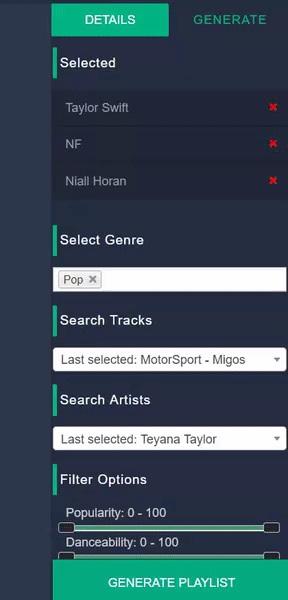 DETAILS GENERATE
Selected
Taylor Swift
NF
Niall Horan
Select Genre
Pop
Search Tracks
Last selected: MotorSport - Migos
Search Artists
Last selected: Teyana Taylor
Filter Options
Popularity: 0 - 100
Danceability: 0 - 100
GENERATE PLAYLIST